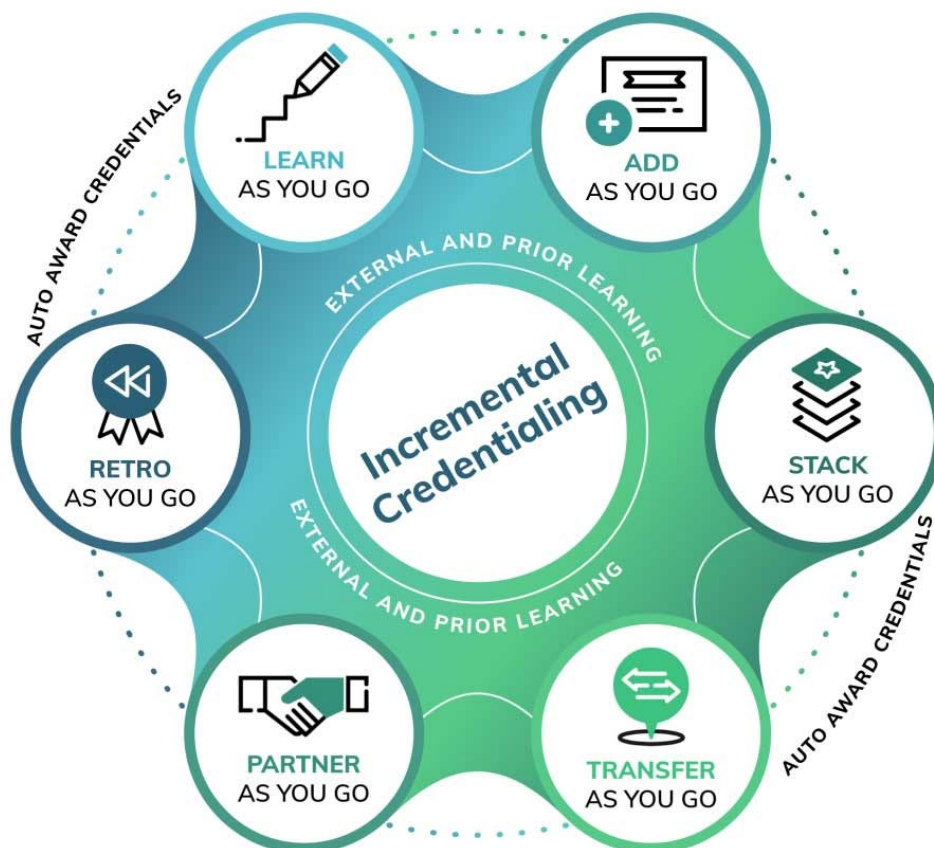 LEARN
AS YOU GO
ADD
AS YOU GO
AUTO AWARD CREDENTIALS
EXTERNAL AND PRIOR LEARNING
Incremental
Credentialing
RETRO
AS YOU GO
STACK
AS YOU GO
EXTERNAL AND PRIOR LEARNING
AUTO AWARD CREDENTIALS
PARTNER
AS YOU GO
TRANSFER
AS YOU GO